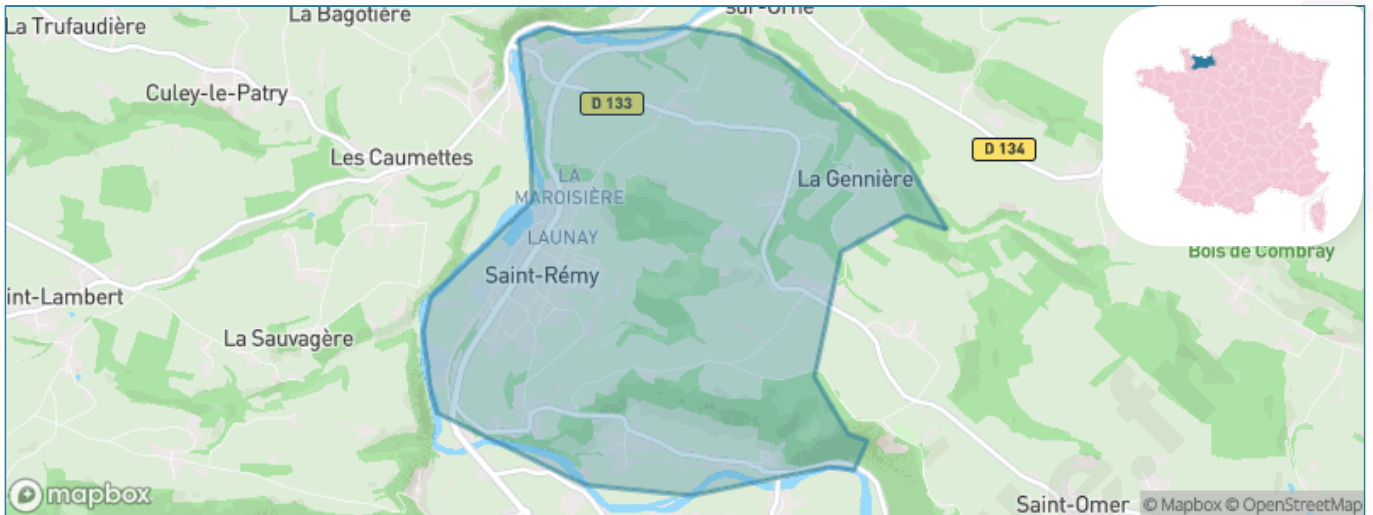 La Bagotière
sur-Orne
La Trufaudière
Culey-le-Patry
D 133
D 134
Les Caumettes
LA
MAROISIÈRE
La Gennière
LAUNAY
Bois de Combray
Saint-Rémy
int-Lambert
La Sauvagère
mapbox
Saint-Omer
© Mapbox © OpenStreetMap
e.fr